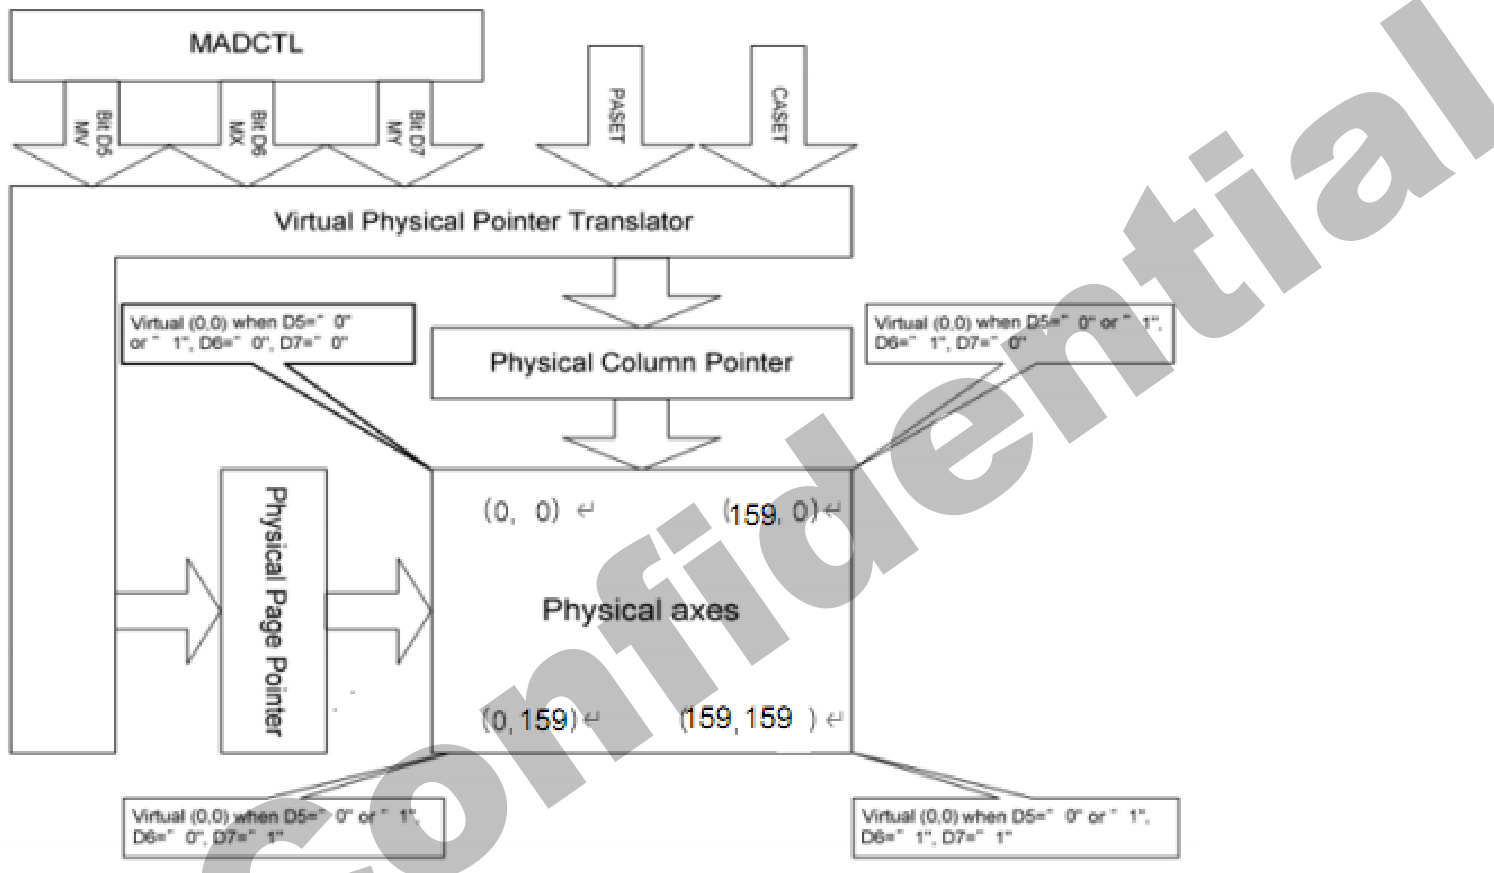 MADCTL
Bit D5
MV
Bit D6
MX
Bit D7
MY
PASET
CASET
Virtual Physical Pointer Translator
Virtual (0,0) when D5=" 0"
or " 1", D6=" 0", D7=" 0"
Physical Column Pointer
Virtual (0,0) when D5=" 0" or " 1",
D6=" 1", D7=" 0"
(0, 0) ↵
(159, 0) ↵
Physical Page Pointer
Physical axes
(0, 159) ↵
(159, 159 ) ↵
Virtual (0,0) when D5=" 0" or " 1",
D6=" 0", D7=" 1"
Virtual (0,0) when D5=" 0" or " 1",
D6=" 1", D7=" 1"
Confidential